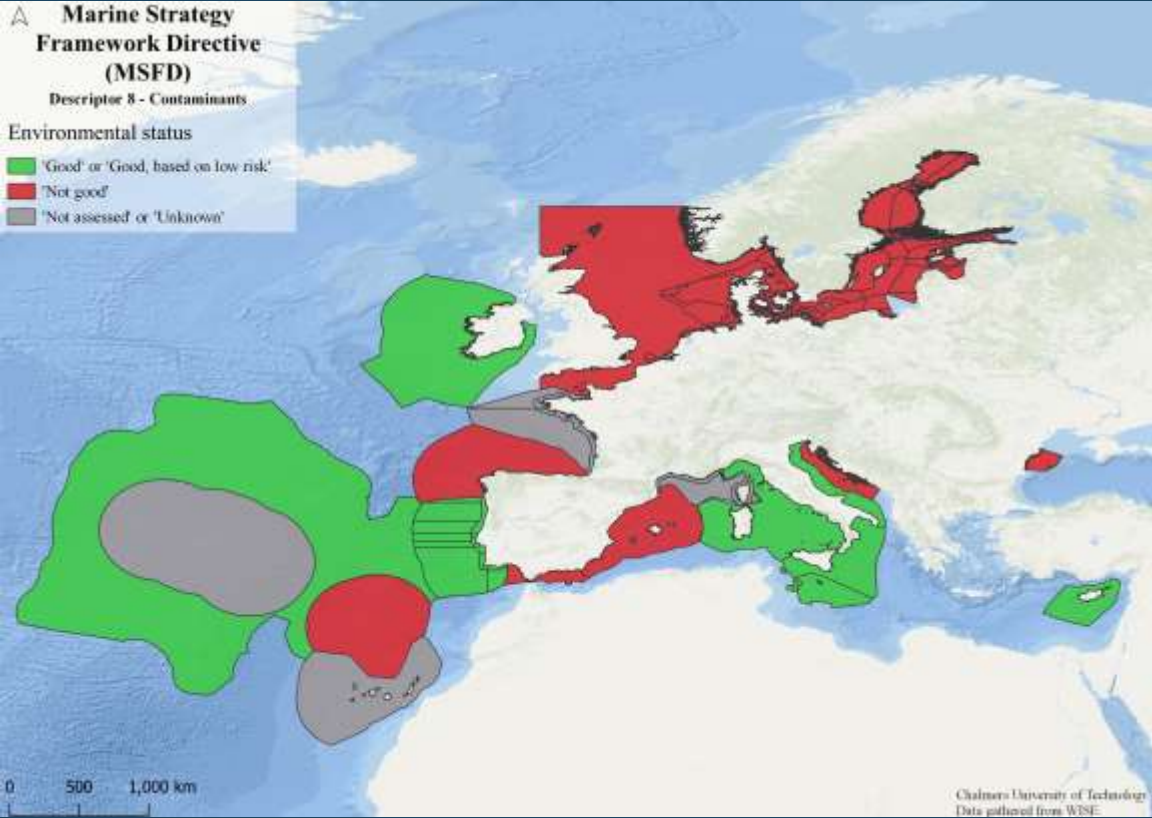 Marine Strategy
Framework Directive
(MSFD)
Descriptor 8 - Contaminants
Environmental status
'Good' or 'Good, based on low risk'
'Not good'
'Not assessed' or 'Unknown'
0 500 1,000 km
Chalmers University of Technology
Data gathered from WISE